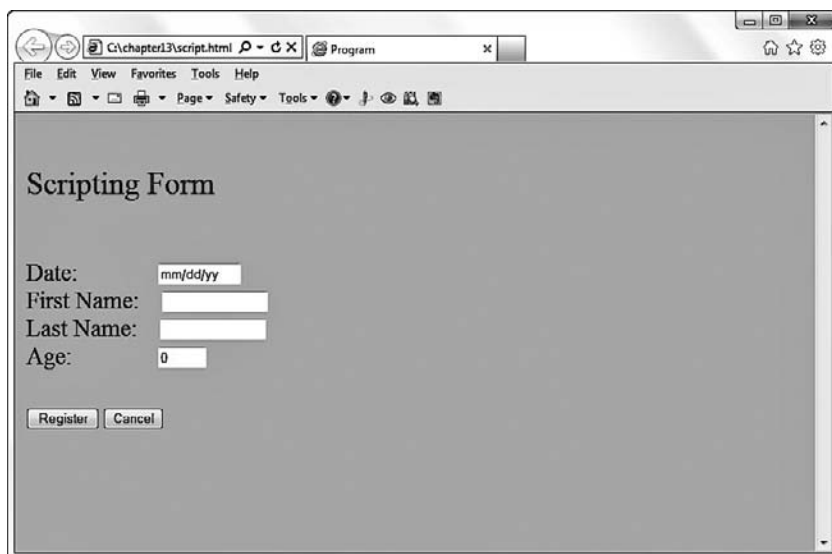 C:\chapter13\script.html
Program
File Edit View Favorites Tools Help
Page Safety Tools
Scripting Form
Date: mm/dd/yy
First Name:
Last Name:
Age: 0
Register Cancel